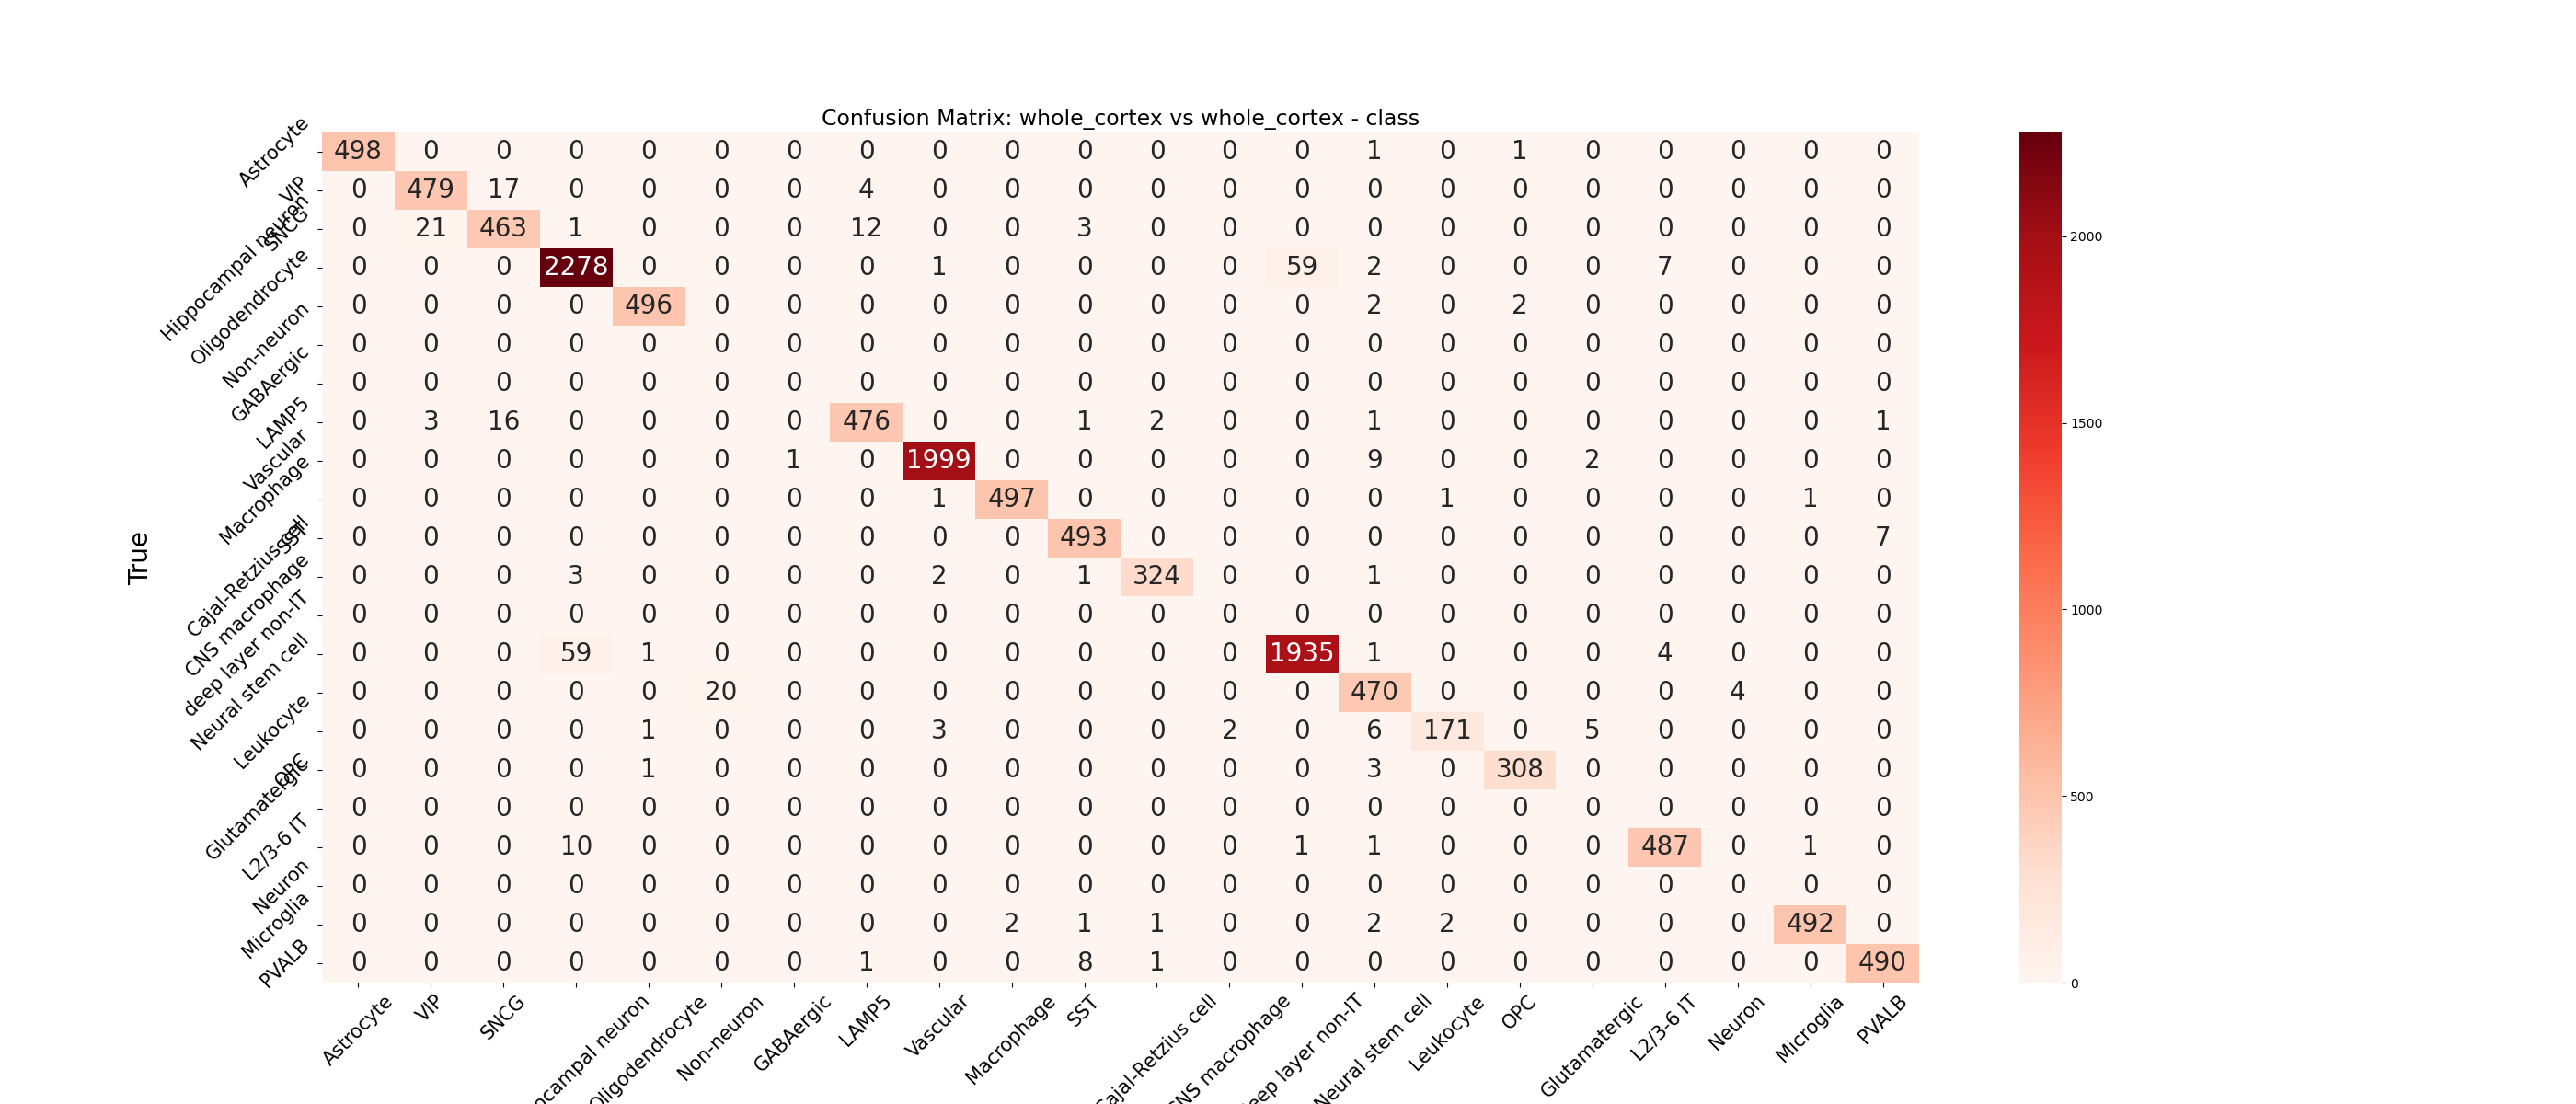 Confusion Matrix: whole_cortex vs whole_cortex - class
True
Astrocyte 498 0 0 0 0 0 0 0 0 0 0 0 0 0 1 0 1 0 0 0 0 0
VIP 0 479 17 0 0 0 0 4 0 0 0 0 0 0 0 0 0 0 0 0 0 0
SNCG 0 21 463 1 0 0 0 12 0 0 3 0 0 0 0 0 0 0 0 0 0 0
Hippocampal neuron 0 0 0 2278 0 0 0 0 1 0 0 0 0 59 2 0 0 0 7 0 0 0
Oligodendrocyte 0 0 0 0 496 0 0 0 0 0 0 0 0 0 2 0 2 0 0 0 0 0
Non-neuron 0 0 0 0 0 0 0 0 0 0 0 0 0 0 0 0 0 0 0 0 0 0
GABAergic 0 0 0 0 0 0 0 0 0 0 0 0 0 0 0 0 0 0 0 0 0 0
LAMP5 0 3 16 0 0 0 0 476 0 0 1 2 0 0 1 0 0 0 0 0 0 1
Vascular 0 0 0 0 0 0 1 0 1999 0 0 0 0 0 9 0 0 2 0 0 0 0
Macrophage 0 0 0 0 0 0 0 0 1 497 0 0 0 0 0 1 0 0 0 0 1 0
SST 0 0 0 0 0 0 0 0 0 0 493 0 0 0 0 0 0 0 0 0 0 7
Cajal-Retzius cell 0 0 0 3 0 0 0 0 2 0 1 324 0 0 1 0 0 0 0 0 0 0
CNS macrophage 0 0 0 0 0 0 0 0 0 0 0 0 0 0 0 0 0 0 0 0 0 0
deep layer non-IT 0 0 0 59 1 0 0 0 0 0 0 0 0 1935 1 0 0 0 4 0 0 0
Neural stem cell 0 0 0 0 0 20 0 0 0 0 0 0 0 0 470 0 0 0 0 4 0 0
Leukocyte 0 0 0 0 1 0 0 0 3 0 0 0 2 0 6 171 0 5 0 0 0 0
OPC 0 0 0 0 1 0 0 0 0 0 0 0 0 0 3 0 308 0 0 0 0 0
Glutamatergic 0 0 0 0 0 0 0 0 0 0 0 0 0 0 0 0 0 0 0 0 0 0
L2/3-6 IT 0 0 0 10 0 0 0 0 0 0 0 0 0 1 1 0 0 0 487 0 1 0
Neuron 0 0 0 0 0 0 0 0 0 0 0 0 0 0 0 0 0 0 0 0 0 0
Microglia 0 0 0 0 0 0 0 0 0 2 1 1 0 0 2 2 0 0 0 0 492 0
PVALB 0 0 0 0 0 0 0 1 0 0 8 1 0 0 0 0 0 0 0 0 0 490
Astrocyte VIP SNCG neuron Oligodendrocyte Non-neuron GABAergic LAMP5 Vascular Macrophage SST Cajal-Retzius cell macrophage layer non-IT Neural stem cell Leukocyte OPC Glutamatergic L2/3-6 IT Neuron Microglia PVALB
2000
1500
1000
500
0